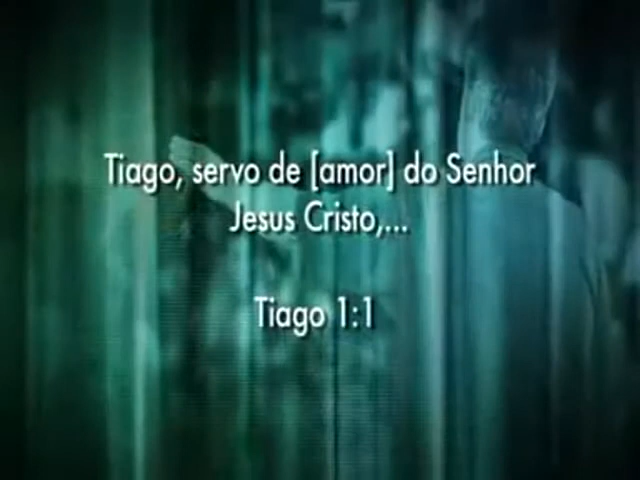 Tiago, servo de [amor] do Senhor
Jesus Cristo,...
Tiago 1:1